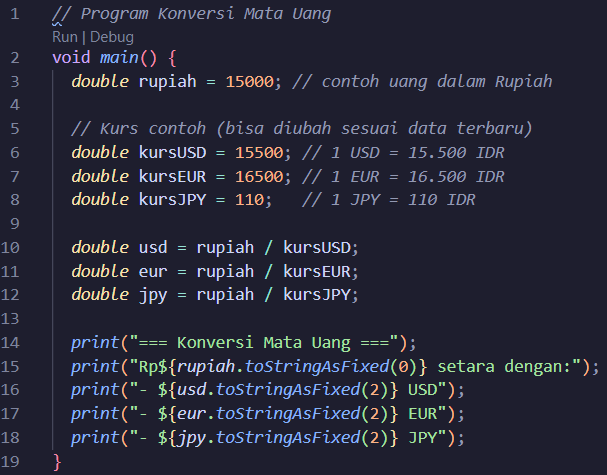 1 // Program Konversi Mata Uang
Run | Debug
2 void main() {
3   double rupiah = 15000; // contoh uang dalam Rupiah
4
5   // Kurs contoh (bisa diubah sesuai data terbaru)
6   double kursUSD = 15500; // 1 USD = 15.500 IDR
7   double kursEUR = 16500; // 1 EUR = 16.500 IDR
8   double kursJPY = 110;   // 1 JPY = 110 IDR
9
10   double usd = rupiah / kursUSD;
11   double eur = rupiah / kursEUR;
12   double jpy = rupiah / kursJPY;
13
14   print("=== Konversi Mata Uang ===");
15   print("Rp${rupiah.toStringAsFixed(0)} setara dengan:");
16   print("- ${usd.toStringAsFixed(2)} USD");
17   print("- ${eur.toStringAsFixed(2)} EUR");
18   print("- ${jpy.toStringAsFixed(2)} JPY");
19 }